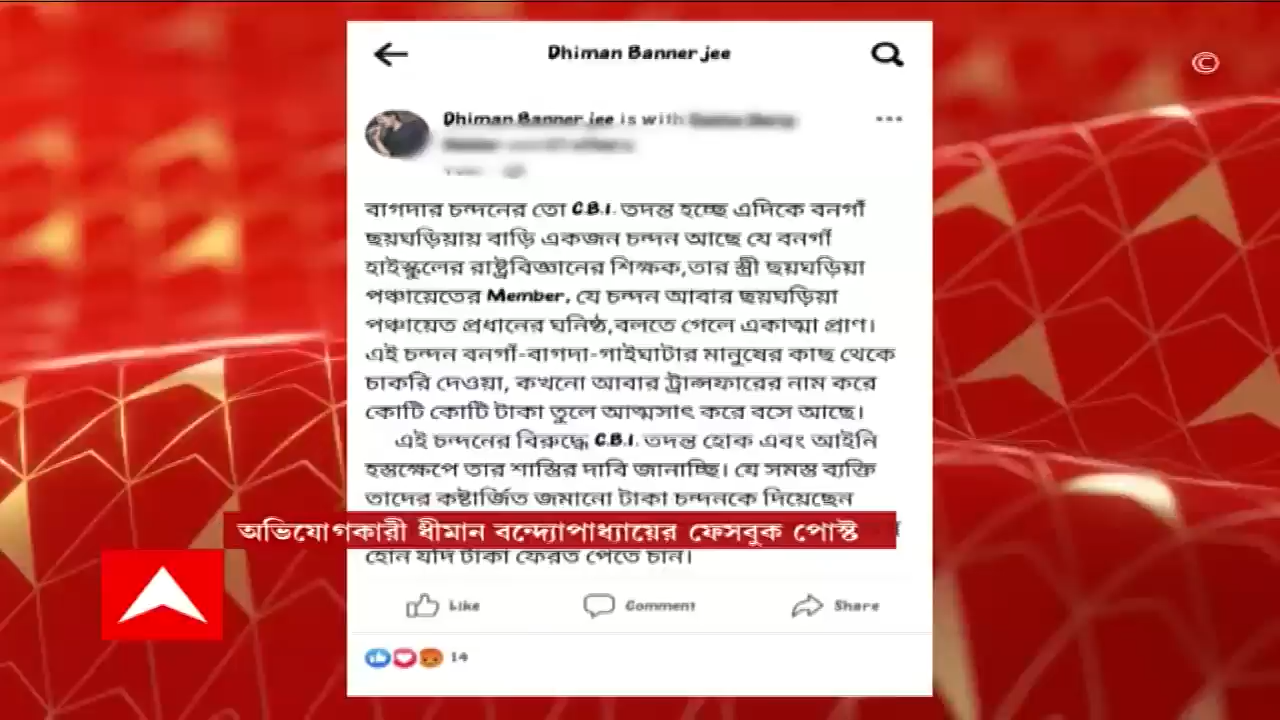 ©
Dhiman Banner jee
Dhiman Banner jee is with
বাগদার চন্দনের তো C.B.I. তদন্ত হচ্ছে এদিকে বনগাঁ
ছয়ঘড়িয়ায় বাড়ি একজন চন্দন আছে যে বনগাঁ
হাইস্কুলের রাষ্ট্রবিজ্ঞানের শিক্ষক,তার স্ত্রী ছয়ঘড়িয়া
পঞ্চায়েতের Member, যে চন্দন আবার ছয়ঘড়িয়া
পঞ্চায়েত প্রধানের ঘনিষ্ঠ,বলতে গেলে একাত্মা প্রাণ।
এই চন্দন বনগাঁ-বাগদা-গাইঘাটার মানুষের কাছ থেকে
চাকরি দেওয়া, কখনো আবার ট্রান্সফারের নাম করে
কোটি কোটি টাকা তুলে আত্মসাৎ করে বসে আছে।
এই চন্দনের বিরুদ্ধে C.B.I. তদন্ত হোক এবং আইনি
হস্তক্ষেপে তার শাস্তির দাবি জানাচ্ছি। যে সমস্ত ব্যক্তি
তাদের কষ্টার্জিত জমানো টাকা চন্দনকে দিয়েছেন
অভিযোগকারী ধীমান বন্দ্যোপাধ্যায়ের ফেসবুক পোস্ট
হোন যদি টাকা ফেরত পেতে চান।
Like Comment Share
14